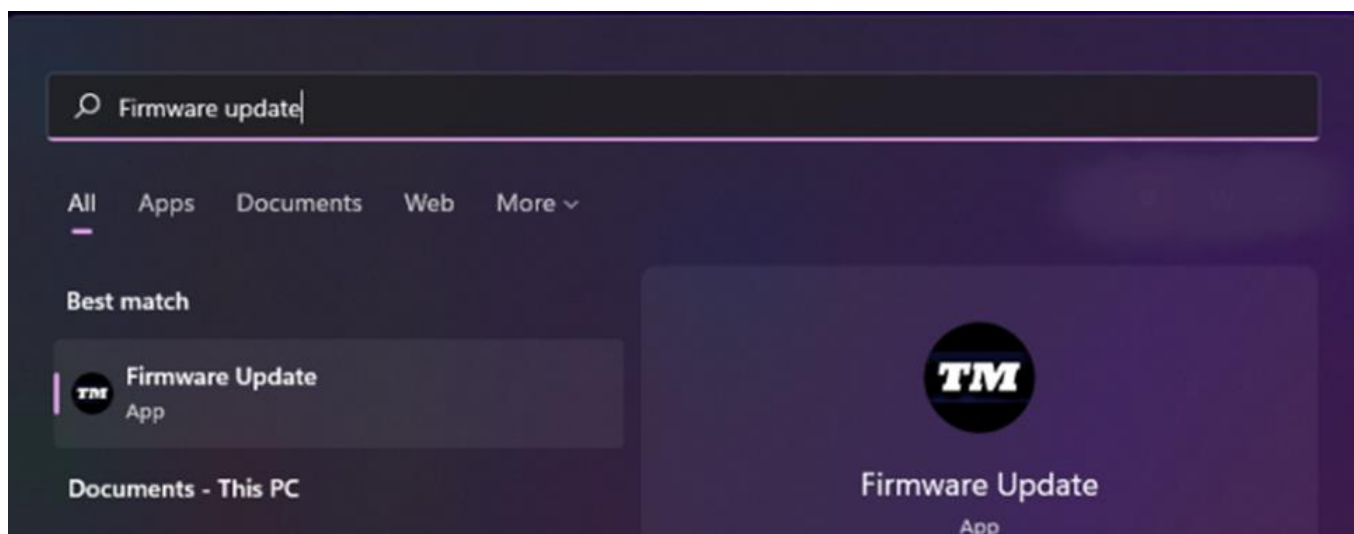 Firmware update
All Apps Documents Web More
Best match
TM Firmware Update
App
Documents - This PC
TM
Firmware Update
App